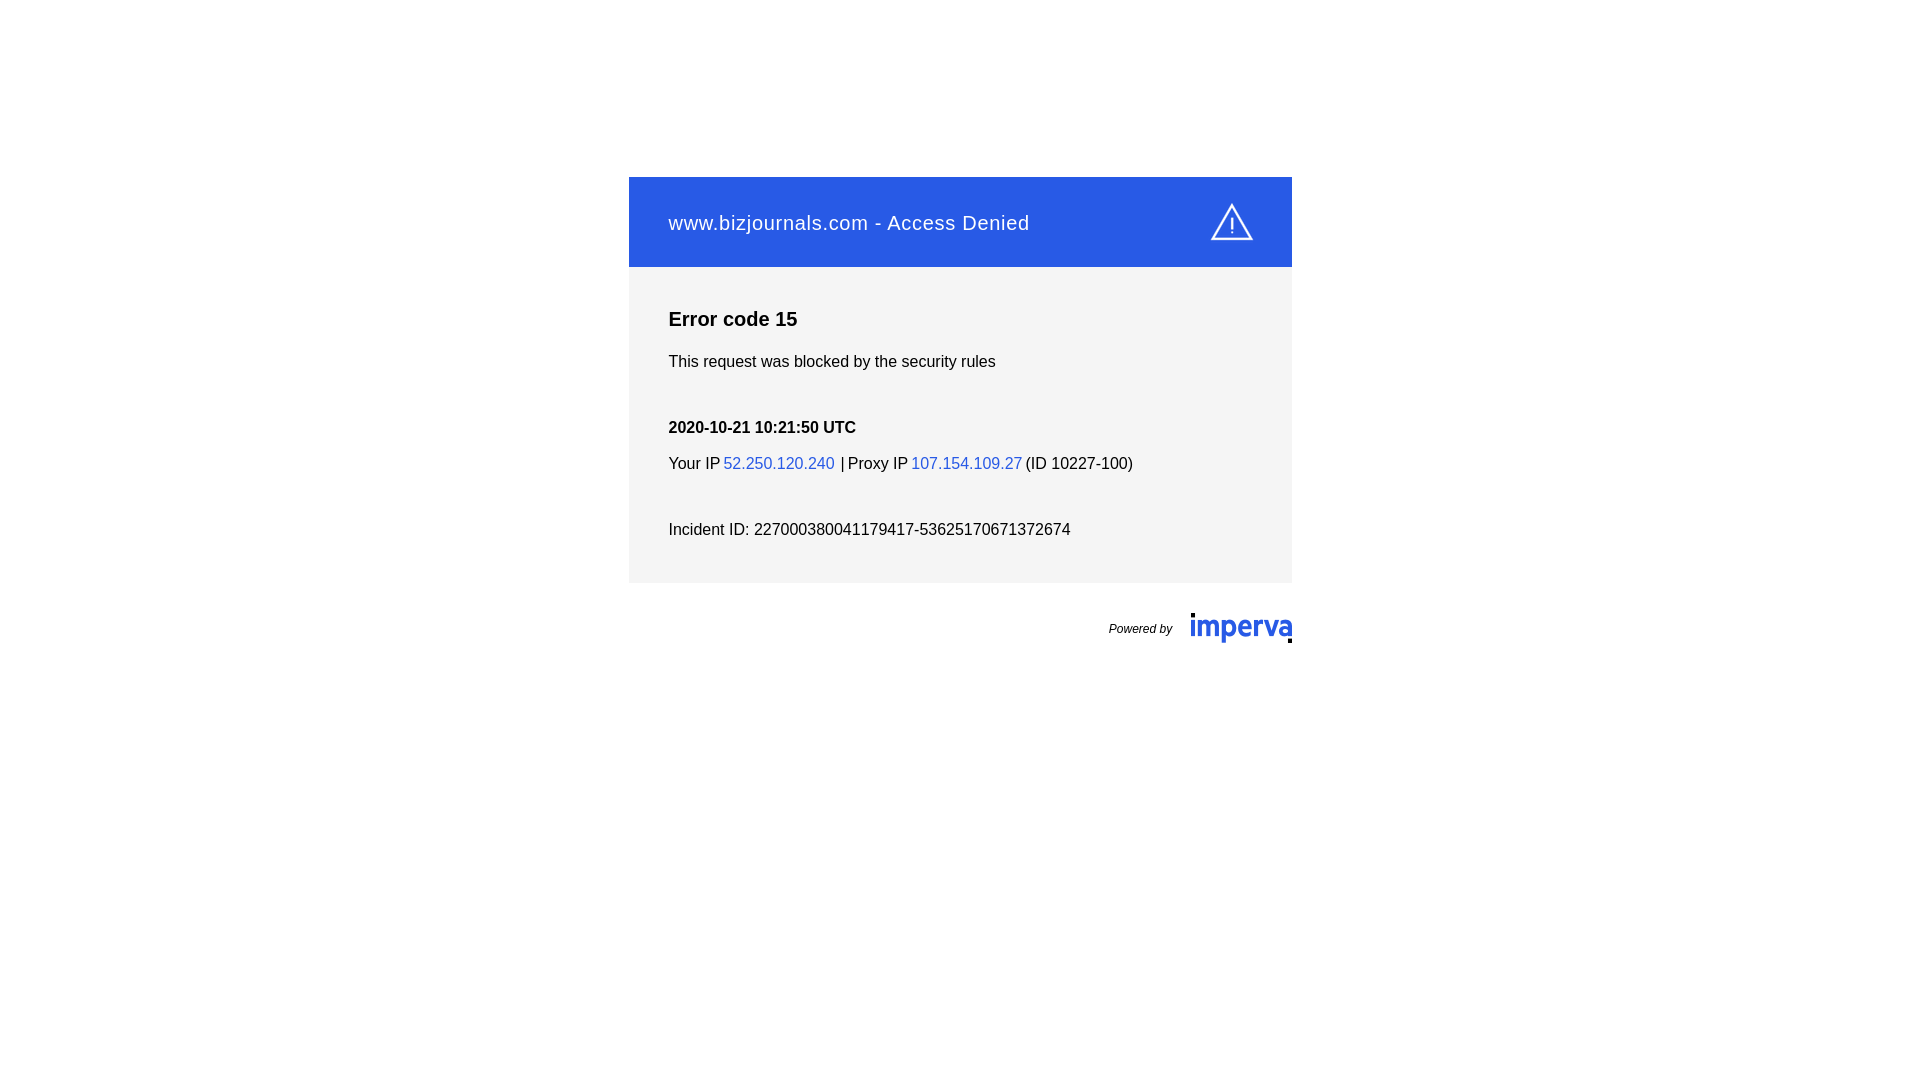 www.bizjournals.com - Access Denied
Error code 15
This request was blocked by the security rules
2020-10-21 10:21:50 UTC
Your IP 52.250.120.240 | Proxy IP 107.154.109.27 (ID 10227-100)
Incident ID: 227000380041179417-53625170671372674
Powered by imperva